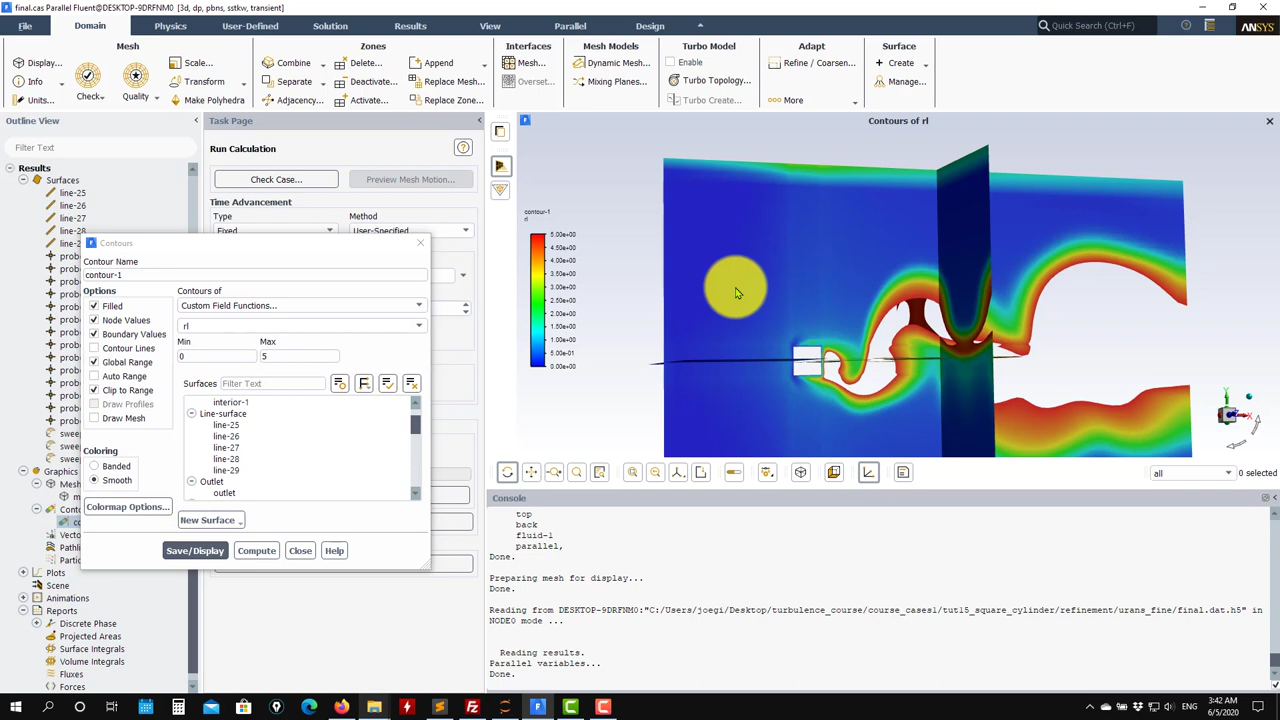 final.cas Parallel Fluent@DESKTOP-9DRFNM0 [3d, dp, pbns, sstkw, transient]
File Domain Physics User-Defined Solution Results View Parallel Design Quick Search (Ctrl+F) ANSYS
Mesh Zones Interfaces Mesh Models Turbo Model Adapt Surface
Display... Scale... Combine Delete... Append Mesh... Dynamic Mesh... Enable Refine / Coarsen... Create
Info Transform Separate Deactivate... Replace Mesh... Overset... Mixing Planes... Turbo Topology... Manage...
Units... Check Quality Make Polyhedra Adjacency... Activate... Replace Zone... Turbo Create... More
Outline View
Filter Text
Results
Surfaces
line-25
line-26
line-27
line-28
Task Page
Run Calculation
Check Case... Preview Mesh Motion...
Time Advancement
Type Method
Fixed User-Specified
Contours
Contour Name
contour-1
Options
Filled
Node Values
Boundary Values
Contour Lines
Global Range
Auto Range
Clip to Range
Draw Profiles
Draw Mesh
Coloring
Banded
Smooth
Colormap Options...
Contours of
Custom Field Functions...
rl
Min Max
0 5
Surfaces Filter Text
interior-1
Line-surface
line-25
line-26
line-27
line-28
line-29
Outlet
outlet
New Surface
Save/Display Compute Close Help
Plots
Scene
Animations
Reports
Discrete Phase
Projected Areas
Surface Integrals
Volume Integrals
Fluxes
Forces
Contours of rl
contour-1
rl
5.00e+00
4.50e+00
4.00e+00
3.50e+00
3.00e+00
2.50e+00
2.00e+00
1.50e+00
1.00e+00
5.00e-01
0.00e+00
Y
X
Z
all 0 selected
Console
top
back
fluid-1
parallel,
Done.
Preparing mesh for display...
Done.
Reading from DESKTOP-9DRFNM0:"C:/Users/joegi/Desktop/turbulence_course/course_cases1/tut15_square_cylinder/refinement/urans_fine/final.dat.h5" in
NODE0 mode ...
Reading results.
Parallel variables...
Done.
ENG 3:42 AM
6/5/2020